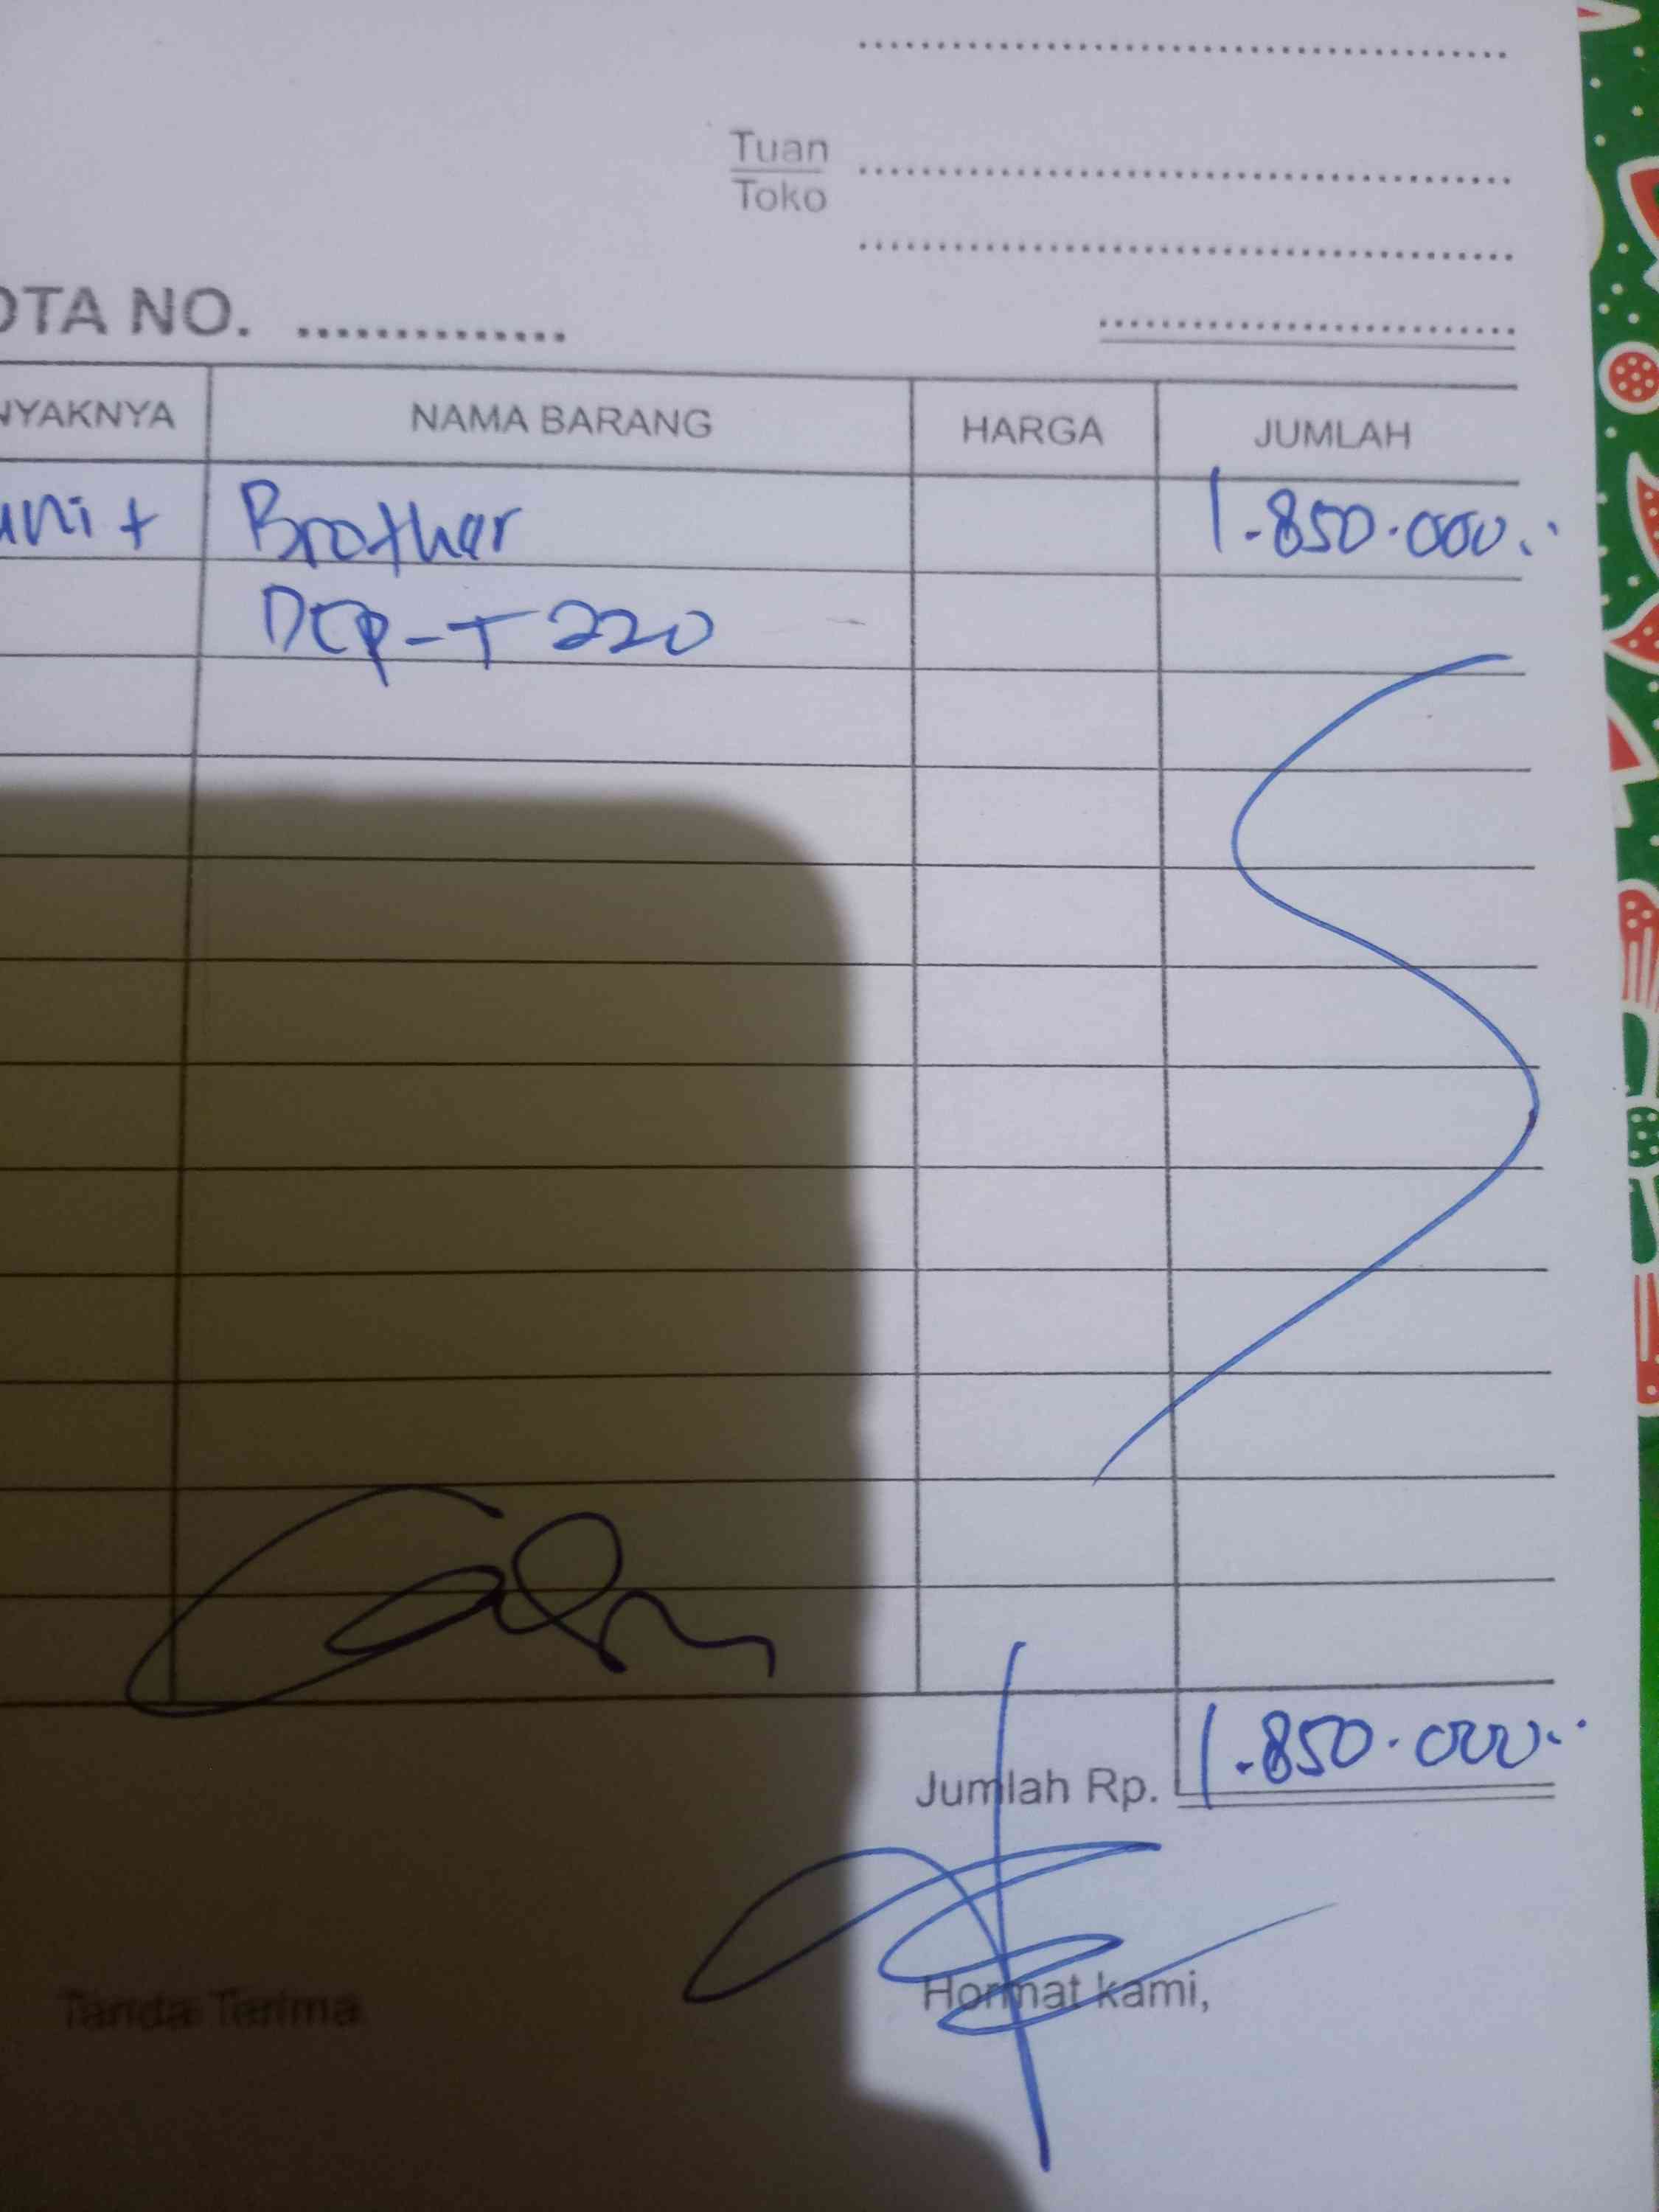 Tuan
Toko
OTA NO. ..............
NYAKNYA NAMA BARANG HARGA JUMLAH
unit Brother 1.850.000
DCP-T220
Jumlah Rp. 1.850.000
Tanda Terima Hormat kami,